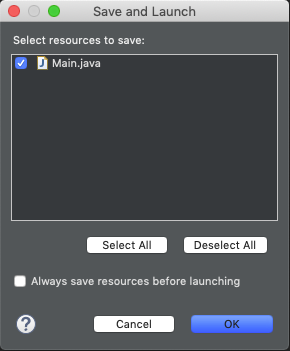 Save and Launch
Select resources to save:
Main.java
Select All
Deselect All
Always save resources before launching
?
Cancel
OK